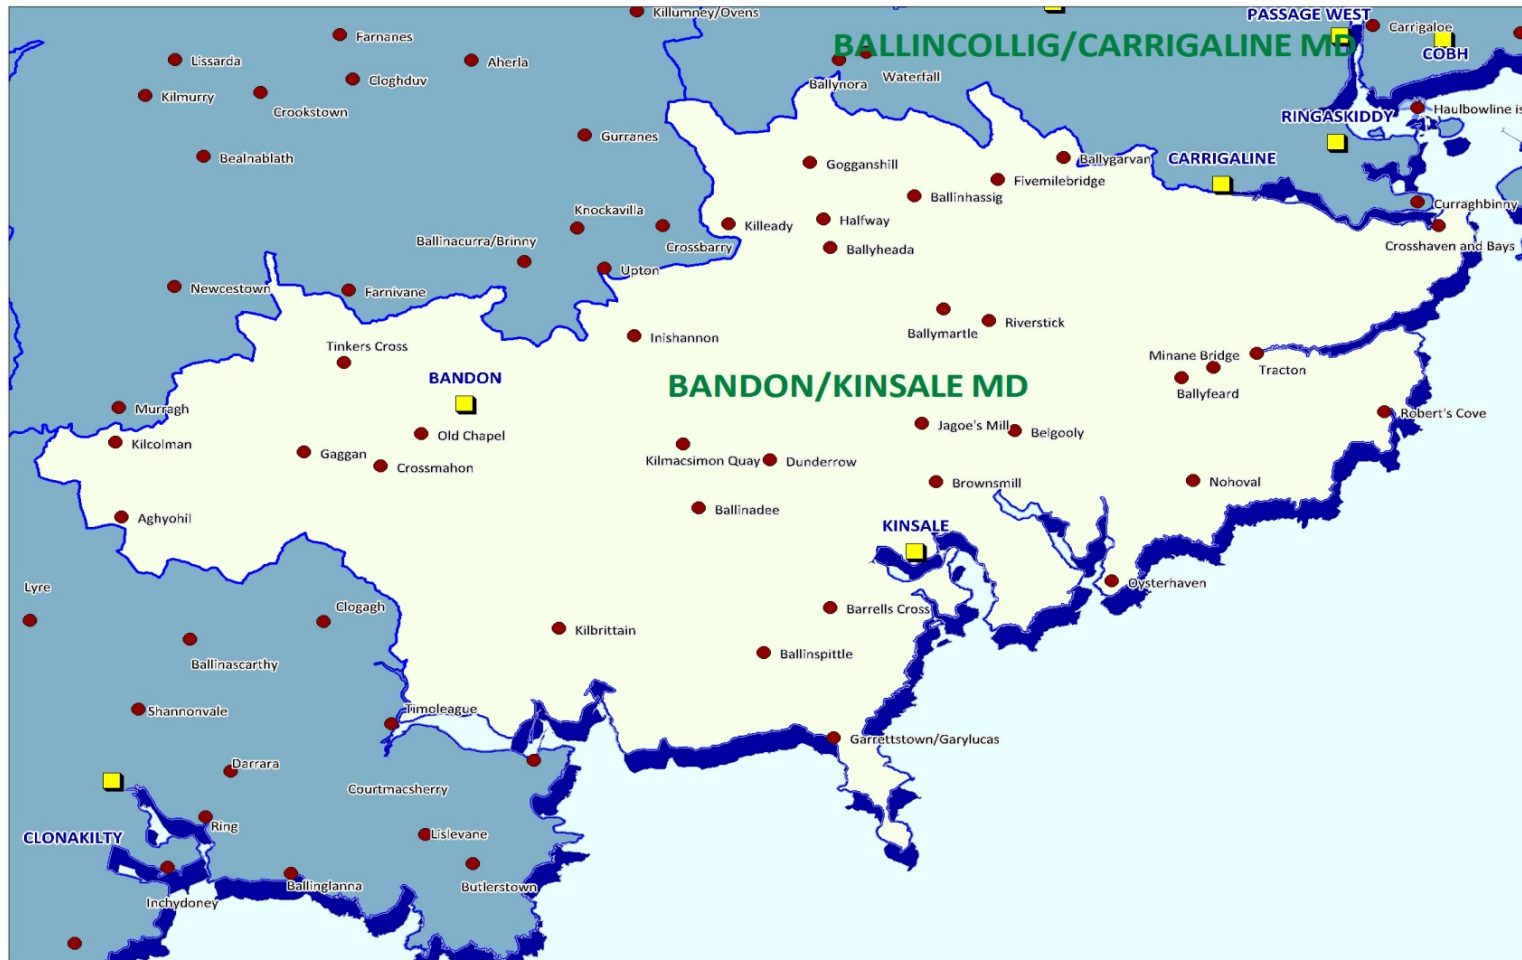 Killumney/Ovens
PASSAGE WEST
Carrigaloe
Farnanes
BALLINCOLLIG/CARRIGALINE MD
COBH
Lissarda
Aherla
Cloghduv
Ballynora
Waterfall
Kilmurry
Crookstown
Haulbowline is
RINGASKIDDY
Gurranes
Bealnablath
Gogganshill
Ballygarvan
CARRIGALINE
Fivemilebridge
Ballinhassig
Knockavilla
Curraghbinny
Killeady
Halfway
Ballinacurra/Brinny
Crossbarry
Crosshaven and Bays
Ballyheada
Upton
Newcestown
Farnivane
Inishannon
Ballymartle
Riverstick
Tinkers Cross
Minane Bridge
Tracton
BANDON
BANDON/KINSALE MD
Ballyfeard
Murragh
Robert's Cove
Kilcolman
Old Chapel
Jagoe's Mill
Belgooly
Gaggan
Crossmahon
Kilmacsimon Quay
Dunderrow
Brownsmill
Nohoval
Aghyohil
Ballinadee
KINSALE
Lyre
Oysterhaven
Clogagh
Barrells Cross
Kilbrittain
Ballinspittle
Ballinascarthy
Shannonvale
Timoleague
Garrettstown/Garylucas
Darrara
Courtmacsherry
Ring
CLONAKILTY
Lislevane
Ballinglanna
Butlerstown
Inchydoney